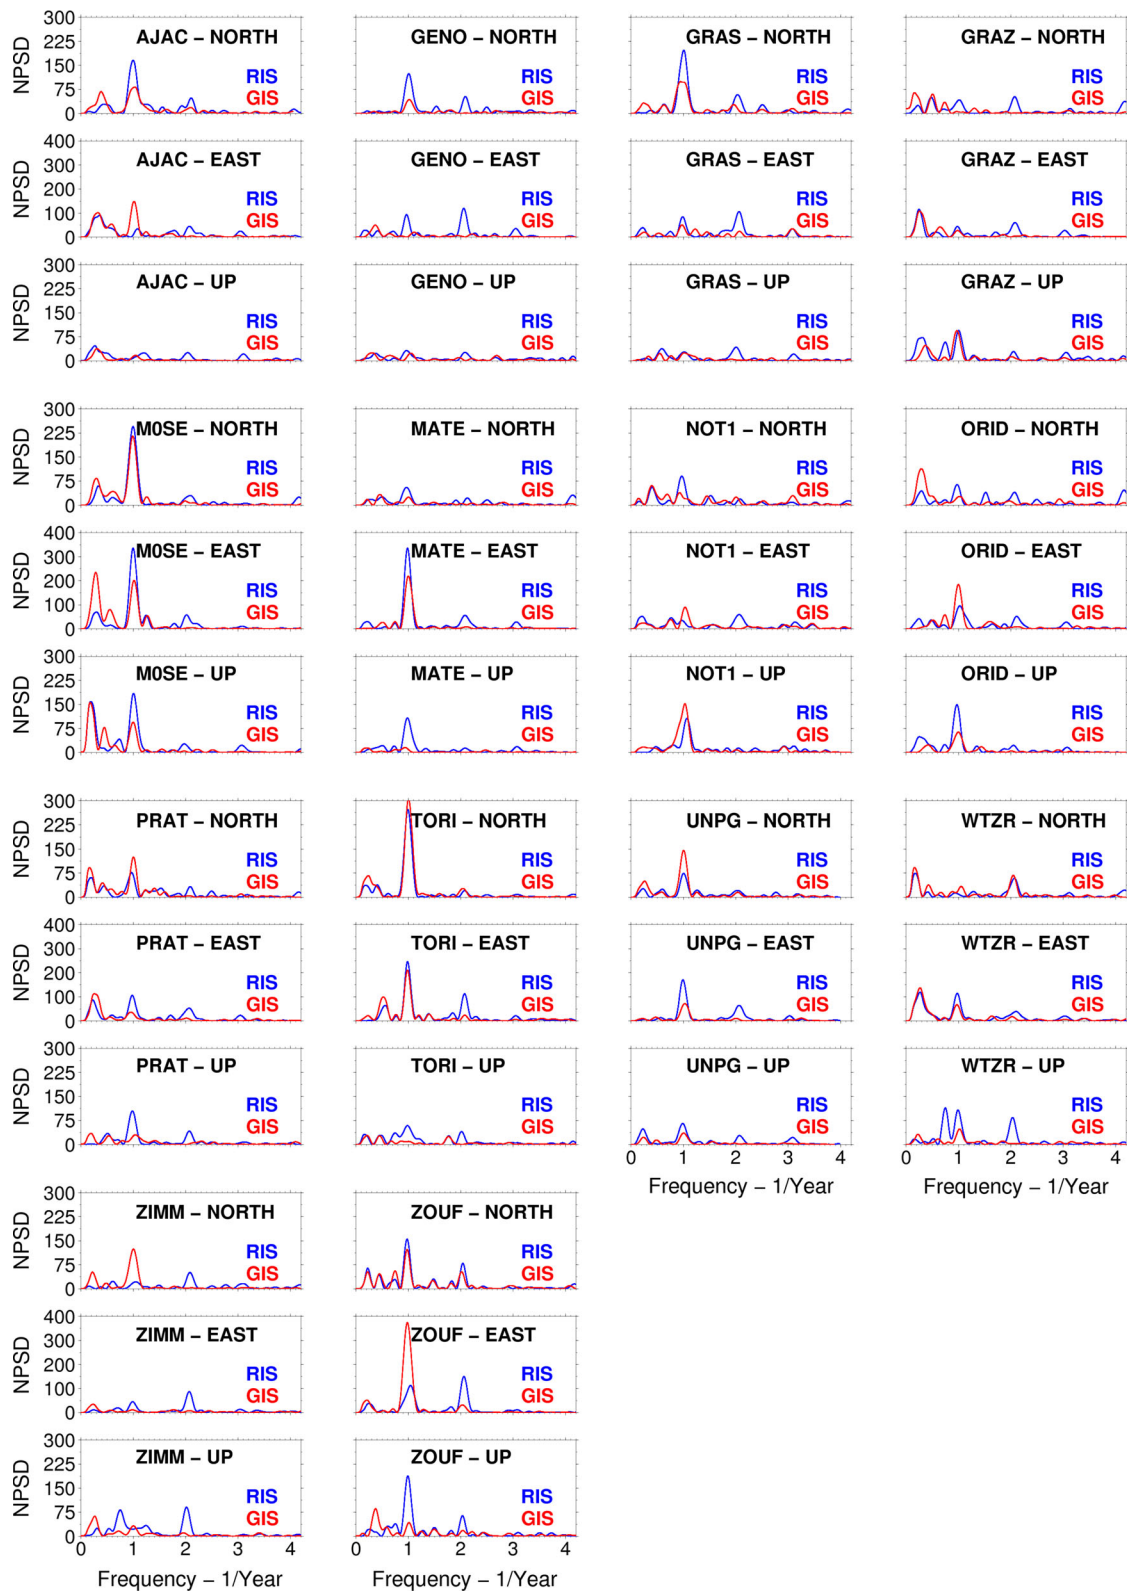 NPSD
300
225
150
75
0
AJAC – NORTH
RIS
GIS
GENO – NORTH
RIS
GIS
GRAS – NORTH
RIS
GIS
GRAZ – NORTH
RIS
GIS
NPSD
400
300
200
100
0
AJAC – EAST
RIS
GIS
GENO – EAST
RIS
GIS
GRAS – EAST
RIS
GIS
GRAZ – EAST
RIS
GIS
NPSD
300
225
150
75
0
AJAC – UP
RIS
GIS
GENO – UP
RIS
GIS
GRAS – UP
RIS
GIS
GRAZ – UP
RIS
GIS
NPSD
300
225
150
75
0
M0SE – NORTH
RIS
GIS
MATE – NORTH
RIS
GIS
NOT1 – NORTH
RIS
GIS
ORID – NORTH
RIS
GIS
NPSD
400
300
200
100
0
M0SE – EAST
RIS
GIS
MATE – EAST
RIS
GIS
NOT1 – EAST
RIS
GIS
ORID – EAST
RIS
GIS
NPSD
300
225
150
75
0
M0SE – UP
RIS
GIS
MATE – UP
RIS
GIS
NOT1 – UP
RIS
GIS
ORID – UP
RIS
GIS
NPSD
300
225
150
75
0
PRAT – NORTH
RIS
GIS
TORI – NORTH
RIS
GIS
UNPG – NORTH
RIS
GIS
WTZR – NORTH
RIS
GIS
NPSD
400
300
200
100
0
PRAT – EAST
RIS
GIS
TORI – EAST
RIS
GIS
UNPG – EAST
RIS
GIS
WTZR – EAST
RIS
GIS
NPSD
300
225
150
75
0
PRAT – UP
RIS
GIS
TORI – UP
RIS
GIS
UNPG – UP
RIS
GIS
WTZR – UP
RIS
GIS
0 1 2 3 4
Frequency – 1/Year
0 1 2 3 4
Frequency – 1/Year
NPSD
300
225
150
75
0
ZIMM – NORTH
RIS
GIS
ZOUF – NORTH
RIS
GIS
NPSD
400
300
200
100
0
ZIMM – EAST
RIS
GIS
ZOUF – EAST
RIS
GIS
NPSD
300
225
150
75
0
ZIMM – UP
RIS
GIS
ZOUF – UP
RIS
GIS
0 1 2 3 4
Frequency – 1/Year
0 1 2 3 4
Frequency – 1/Year